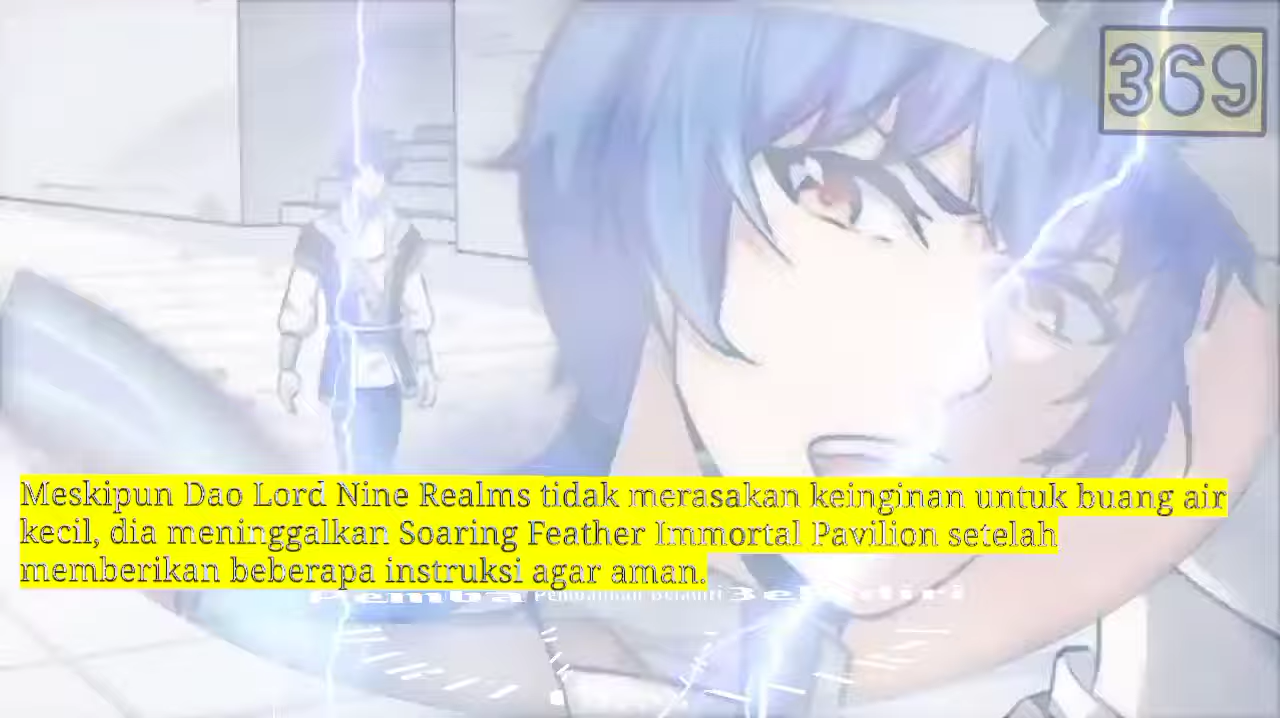 369
Meskipun Dao Lord Nine Realms tidak merasakan keinginan untuk buang air
kecil, dia meninggalkan Soaring Feather Immortal Pavilion setelah
memberikan beberapa instruksi agar aman.